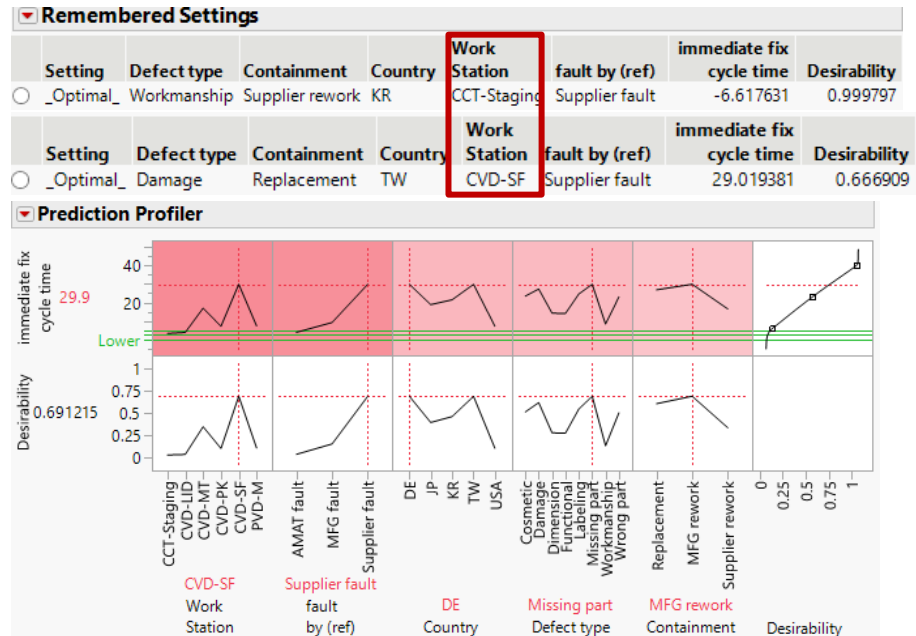 Remembered Settings
Setting Defect type Containment Country Work Station fault by (ref) immediate fix cycle time Desirability
_Optimal_ Workmanship Supplier rework KR CCT-Staging Supplier fault -6.617631 0.999797
Setting Defect type Containment Country Work Station fault by (ref) immediate fix cycle time Desirability
_Optimal_ Damage Replacement TW CVD-SF Supplier fault 29.019381 0.666909
Prediction Profiler
immediate fix cycle time
29.9
40
20
Lower
Desirability
0.691215
1
0.75
0.5
0.25
0
CCT-Staging
CVD-LID
CVD-MT
CVD-PK
CVD-SF
PVD-M
AMAT fault
MFG fault
Supplier fault
DE
JP
KR
TW
USA
Cosmetic
Damage
Dimension
Functional
Labeling
Missing part
Workmanship
Wrong part
Replacement
MFG rework
Supplier rework
0
0.25
0.5
0.75
1
CVD-SF
Work
Station
Supplier fault
fault
by (ref)
DE
Country
Missing part
Defect type
MFG rework
Containment
Desirability